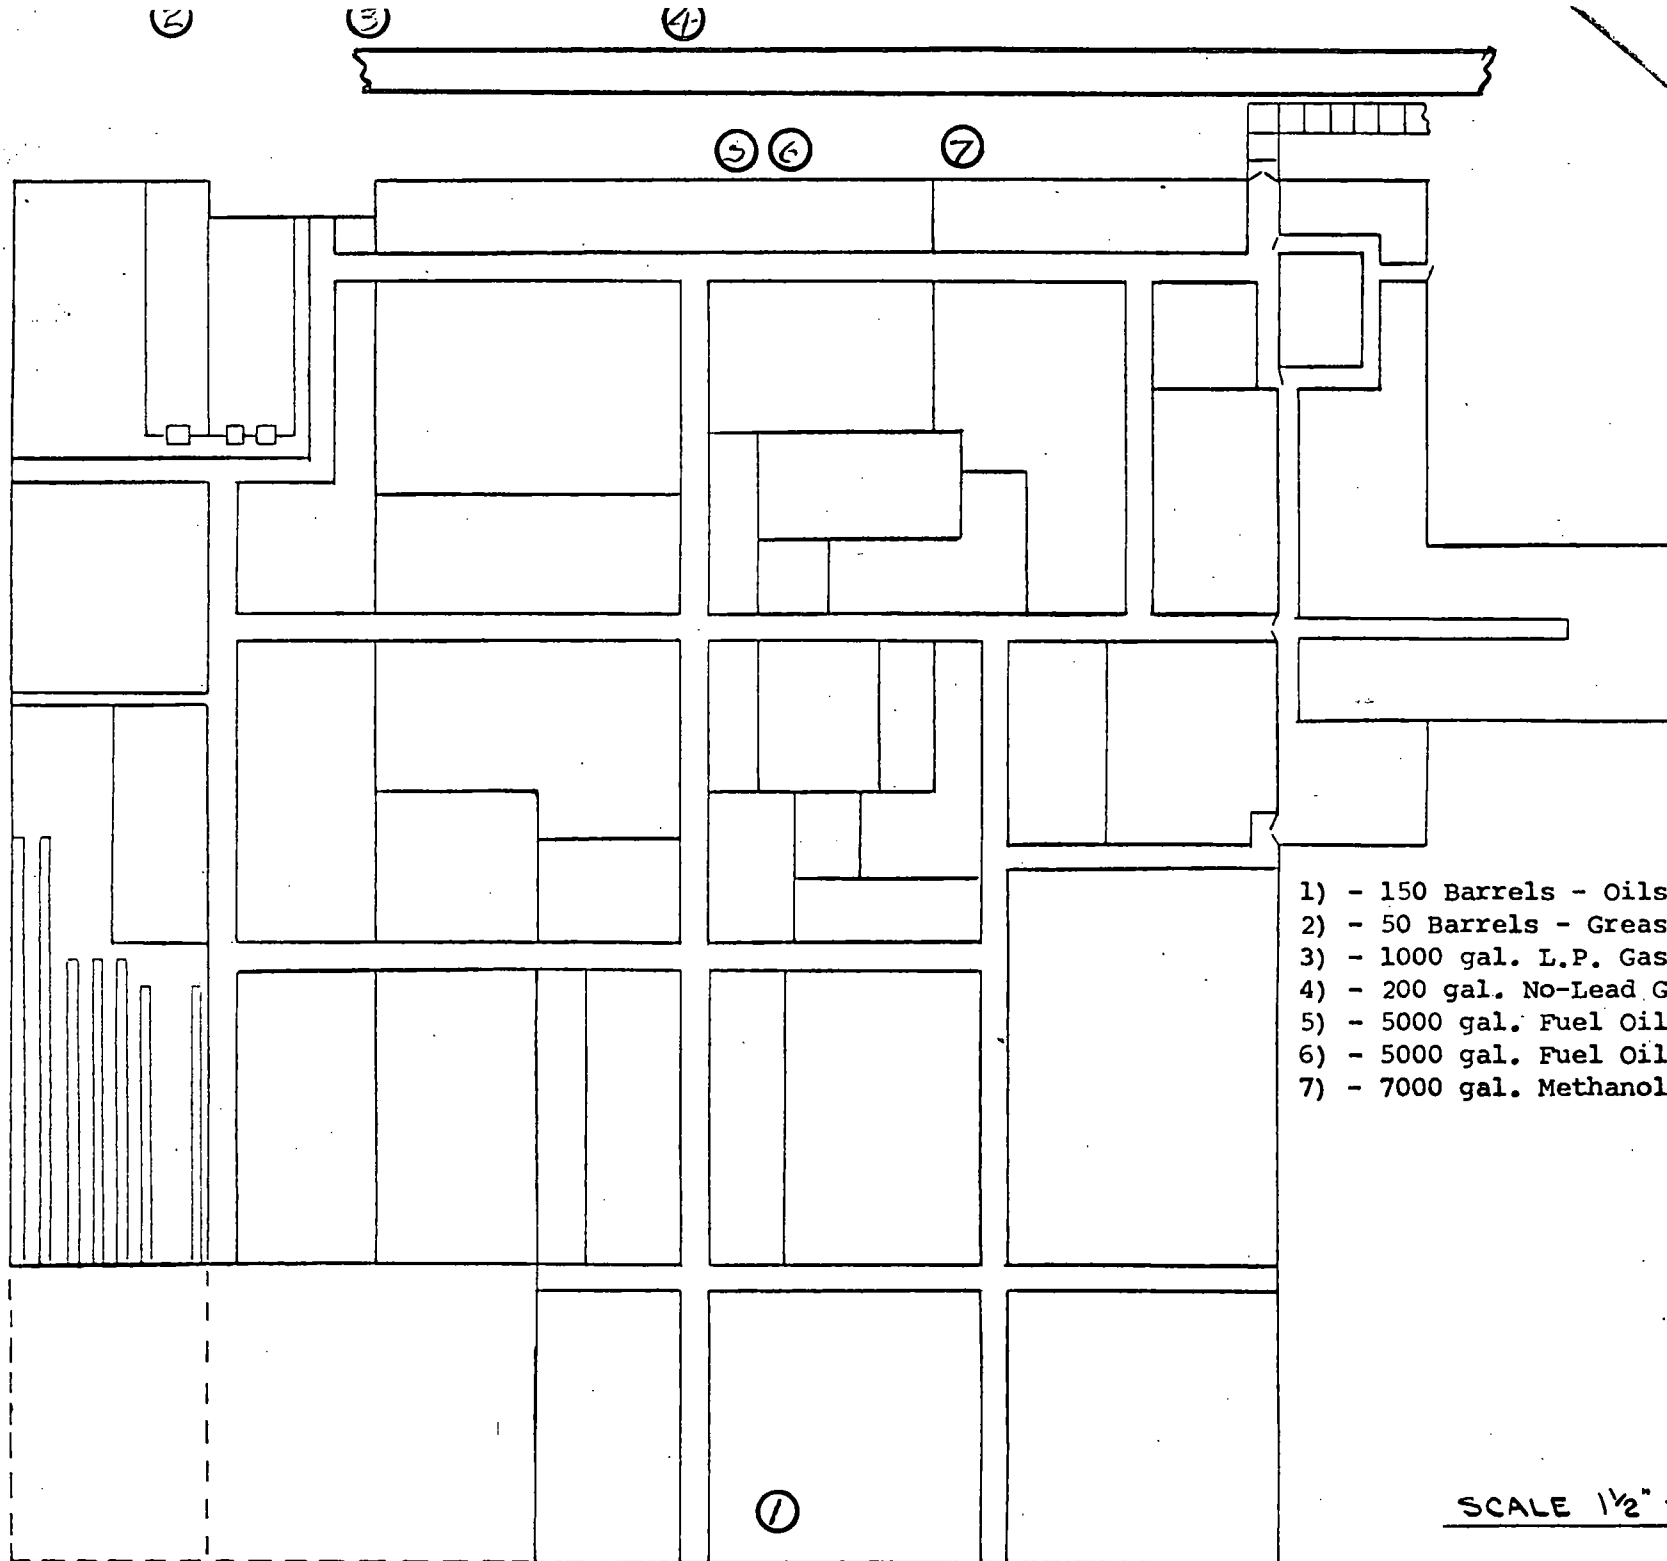 2 3 4
5 6 7
1) - 150 Barrels - Oils
2) - 50 Barrels - Greas
3) - 1000 gal. L.P. Gas
4) - 200 gal. No-Lead G
5) - 5000 gal. Fuel Oil
6) - 5000 gal. Fuel Oil
7) - 7000 gal. Methanol
1
SCALE 1½"